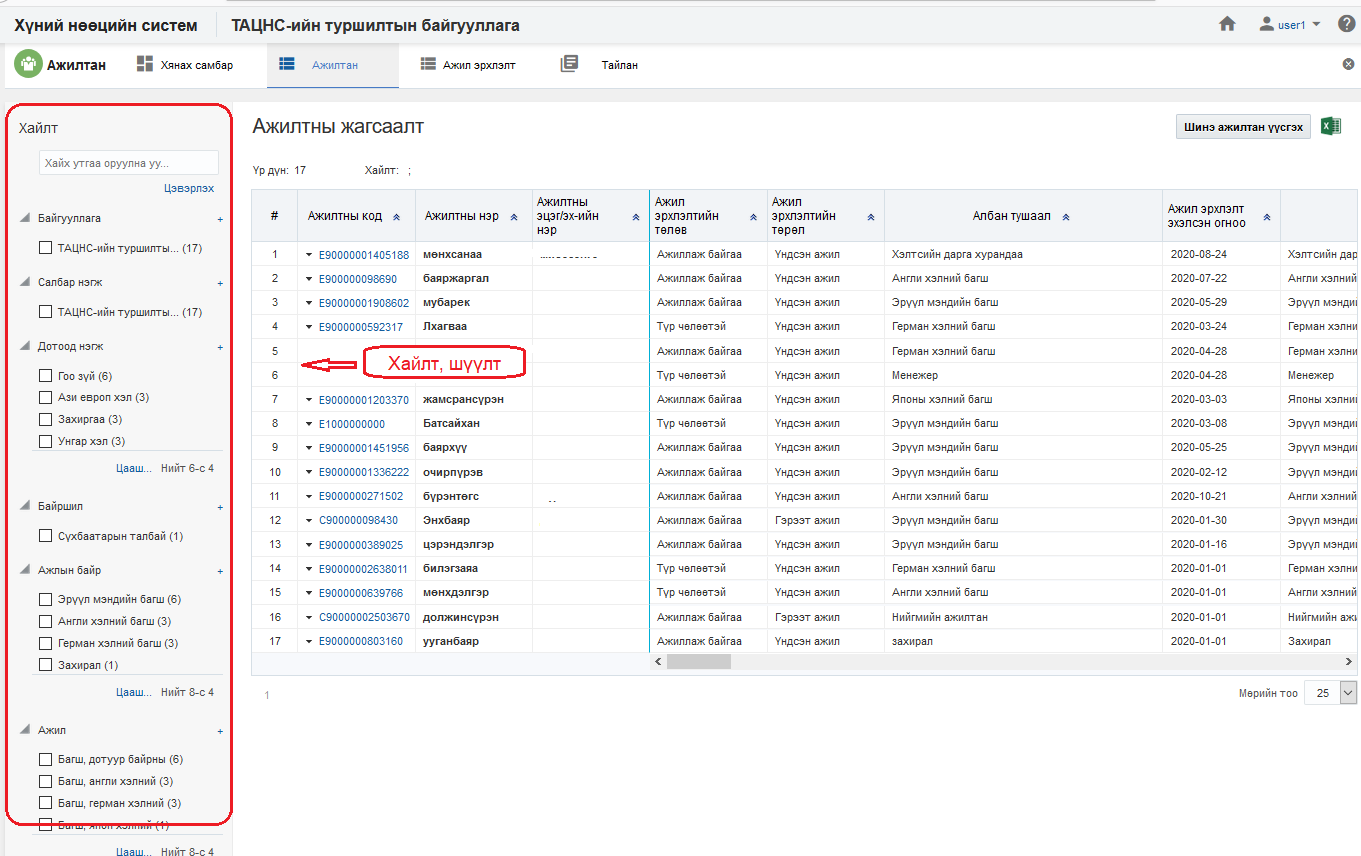 Хүний нөөцийн систем ТАЦНС-ийн туршилтын байгууллага user1
Ажилтан Хянах самбар Ажилтан Ажил эрхлэлт Тайлан
Хайлт
Хайх утгаа оруулна уу...
Цэвэрлэх
Байгууллага +
ТАЦНС-ийн туршилты... (17)
Салбар нэгж +
ТАЦНС-ийн туршилты... (17)
Дотоод нэгж +
Гоо зүй (6)
Ази европ хэл (3)
Захиргаа (3)
Унгар хэл (3)
Цааш... Нийт 6-с 4
Байршил +
Сүхбаатарын талбай (1)
Ажлын байр +
Эрүүл мэндийн багш (6)
Англи хэлний багш (3)
Герман хэлний багш (3)
Захирал (1)
Цааш... Нийт 8-с 4
Ажил +
Багш, дотуур байрны (6)
Багш, англи хэлний (3)
Багш, герман хэлний (3)
Багш, япон хэлний (1)
Цааш... Нийт 8-с 4
Ажилтны жагсаалт
Шинэ ажилтан үүсгэх
Үр дүн: 17 Хайлт: ;
# Ажилтны код Ажилтны нэр Ажилтны эцэг/эх-ийн нэр Ажил эрхлэлтийн төлөв Ажил эрхлэлтийн төрөл Албан тушаал Ажил эрхлэлт эхэлсэн огноо
1 E90000001405188 мөнхсанаа Ажиллаж байгаа Үндсэн ажил Хэлтсийн дарга хурандаа 2020-08-24 Хэлтсийн дар
2 E900000098690 баяржаргал Ажиллаж байгаа Үндсэн ажил Англи хэлний багш 2020-07-22 Англи хэлний
3 E90000001908602 мубарек Ажиллаж байгаа Үндсэн ажил Эрүүл мэндийн багш 2020-05-29 Эрүүл мэнди
4 E9000000592317 Лхагваа Түр чөлөөтэй Үндсэн ажил Герман хэлний багш 2020-03-24 Герман хэлни
5 Ажиллаж байгаа Үндсэн ажил Герман хэлний багш 2020-04-28 Герман хэлни
6 Түр чөлөөтэй Үндсэн ажил Менежер 2020-04-28 Менежер
Хайлт, шүүлт
7 E90000001203370 жамсрансүрэн Ажиллаж байгаа Үндсэн ажил Японы хэлний багш 2020-03-03 Японы хэлний
8 E1000000000 Батсайхан Түр чөлөөтэй Үндсэн ажил Эрүүл мэндийн багш 2020-03-08 Эрүүл мэнди
9 E90000001451956 баярхүү Ажиллаж байгаа Үндсэн ажил Эрүүл мэндийн багш 2020-05-25 Эрүүл мэнди
10 E90000001336222 очирпүрэв Ажиллаж байгаа Үндсэн ажил Эрүүл мэндийн багш 2020-02-12 Эрүүл мэнди
11 E9000000271502 бүрэнтөгс Ажиллаж байгаа Үндсэн ажил Англи хэлний багш 2020-10-21 Англи хэлний
12 C900000098430 Энхбаяр Ажиллаж байгаа Гэрээт ажил Эрүүл мэндийн багш 2020-01-30 Эрүүл мэнди
13 E9000000389025 цэрэндэлгэр Ажиллаж байгаа Үндсэн ажил Эрүүл мэндийн багш 2020-01-16 Эрүүл мэнди
14 E90000002638011 билэгзаяа Түр чөлөөтэй Үндсэн ажил Герман хэлний багш 2020-01-01 Герман хэлни
15 E9000000639766 мөнхдэлгэр Түр чөлөөтэй Үндсэн ажил Англи хэлний багш 2020-01-01 Англи хэлний
16 C90000002503670 должинсүрэн Ажиллаж байгаа Гэрээт ажил Нийгмийн ажилтан 2020-01-01 Нийгмийн ажи
17 E9000000803160 ууганбаяр Ажиллаж байгаа Үндсэн ажил захирал 2020-01-01 Захирал
1 Мөрийн тоо 25